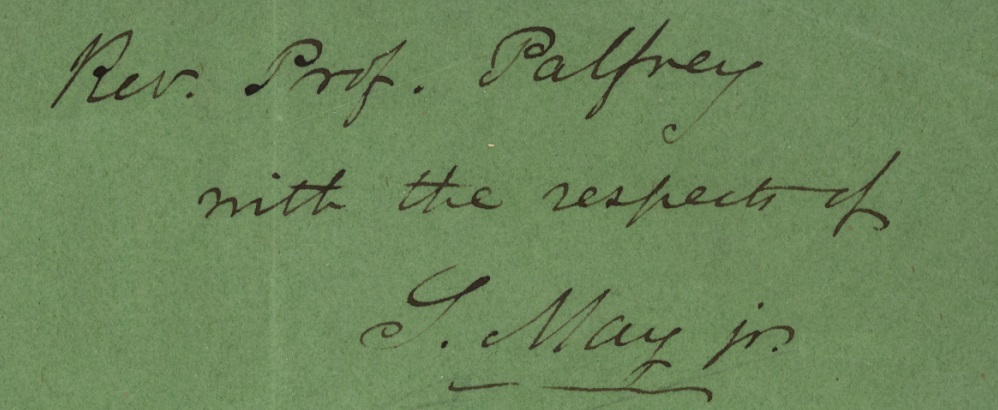 Rev. Prof. Palfrey
with the respects of
S. May jr.